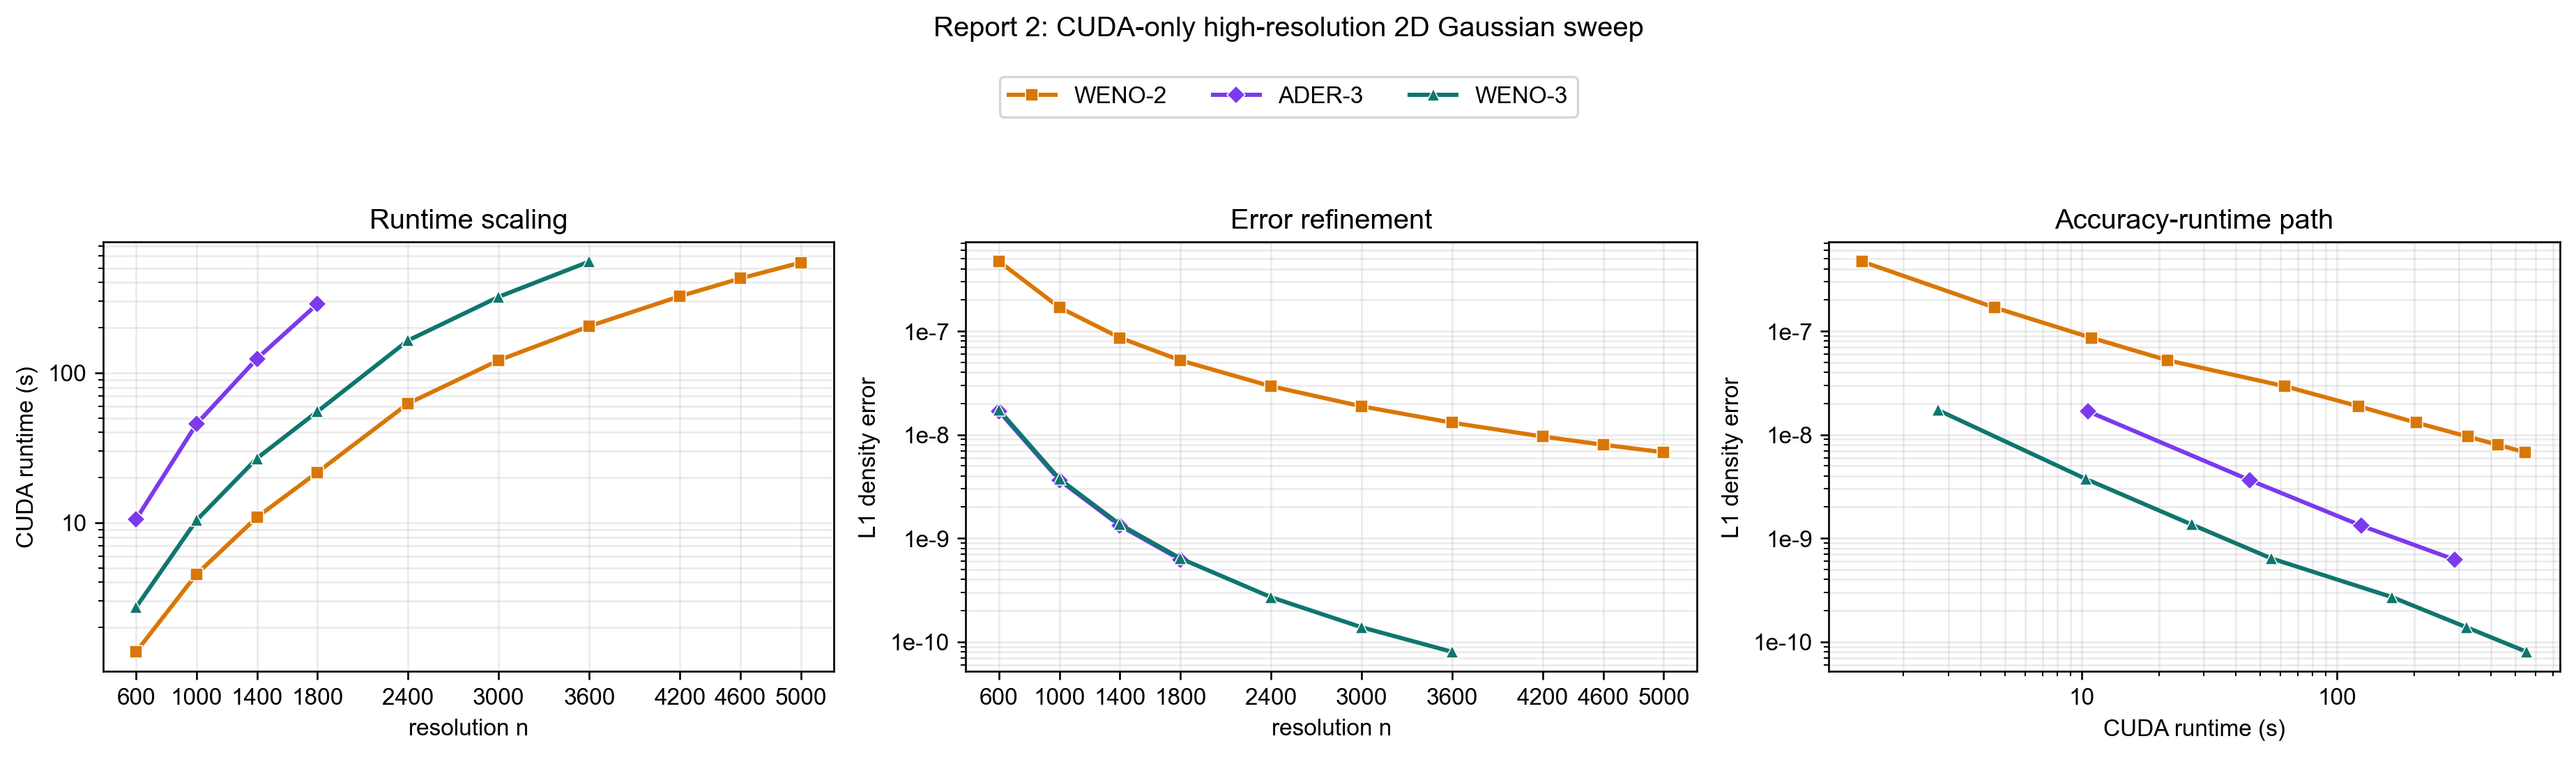 Report 2: CUDA-only high-resolution 2D Gaussian sweep
WENO-2 ADER-3 WENO-3
Runtime scaling
CUDA runtime (s)
100
10
600 1000 1400 1800 2400 3000 3600 4200 4600 5000
resolution n
Error refinement
L1 density error
1e-7
1e-8
1e-9
1e-10
600 1000 1400 1800 2400 3000 3600 4200 4600 5000
resolution n
Accuracy-runtime path
L1 density error
1e-7
1e-8
1e-9
1e-10
10 100
CUDA runtime (s)